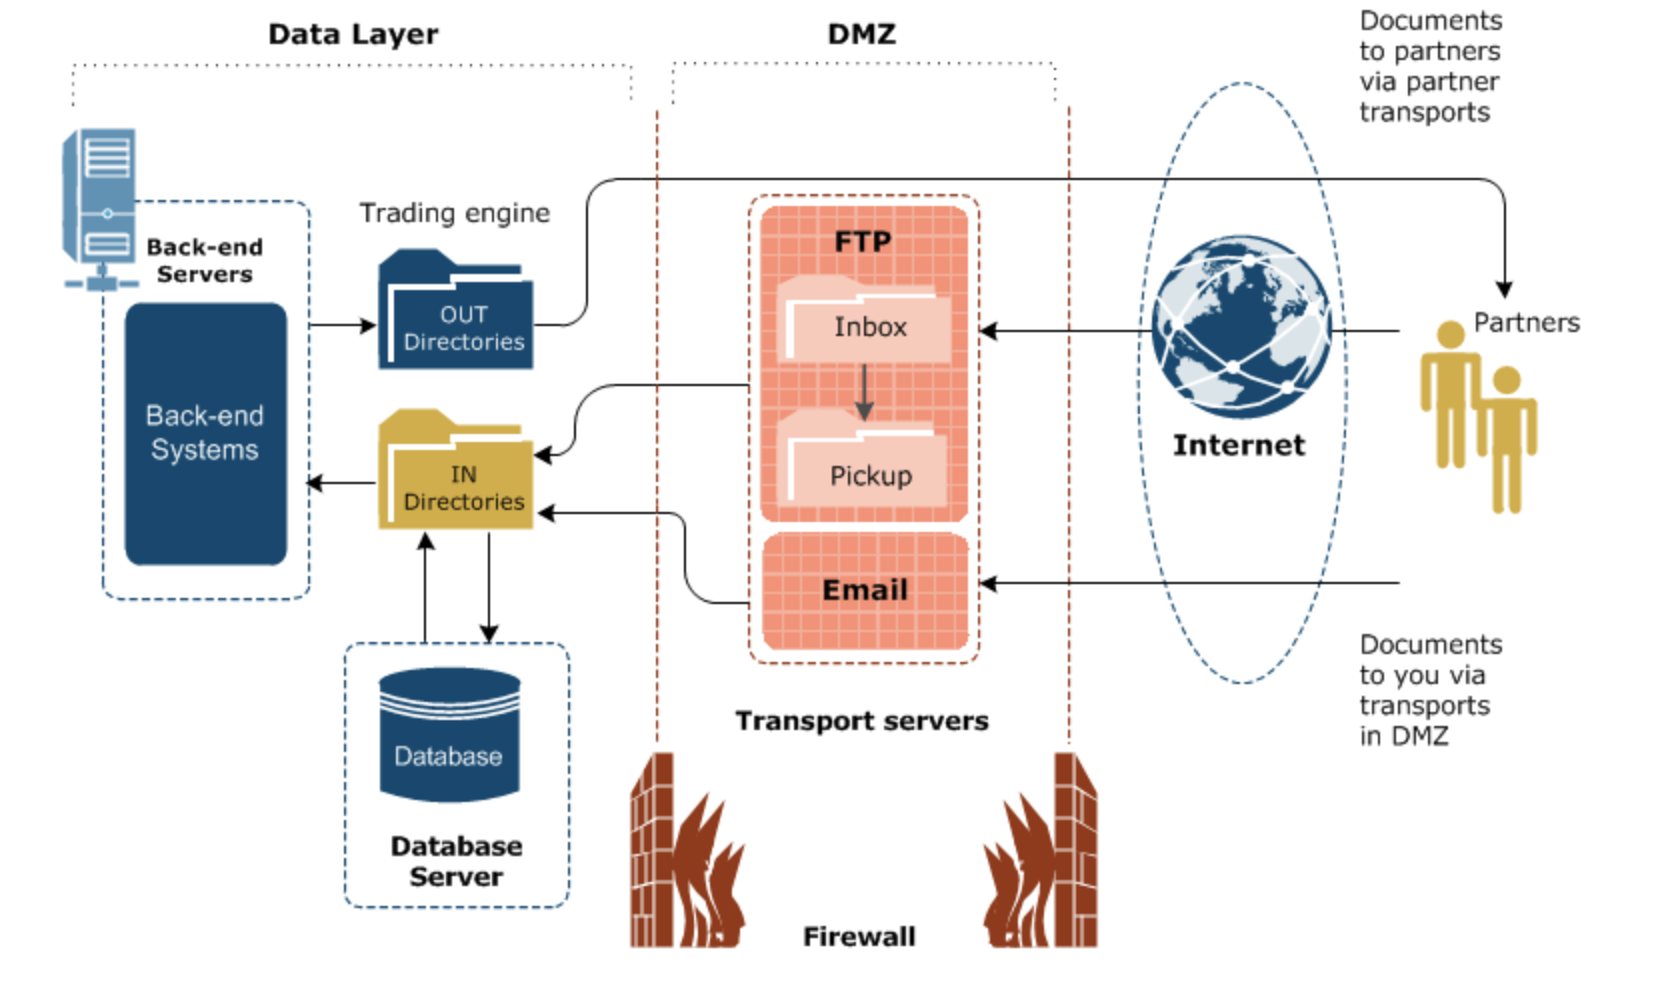 Data Layer
DMZ
Documents
to partners
via partner
transports
Trading engine
Back-end
Servers
OUT
Directories
FTP
Inbox
Partners
Back-end
Systems
IN
Directories
Pickup
Internet
Email
Documents
to you via
transports
in DMZ
Transport servers
Database
Database
Server
Firewall